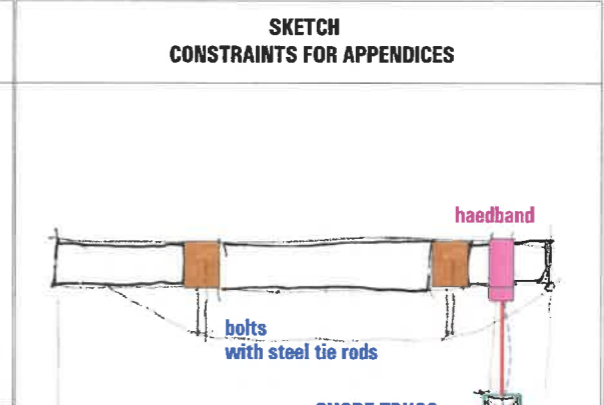 SKETCH
CONSTRAINTS FOR APPENDICES
haedband
bolts
with steel tie rods